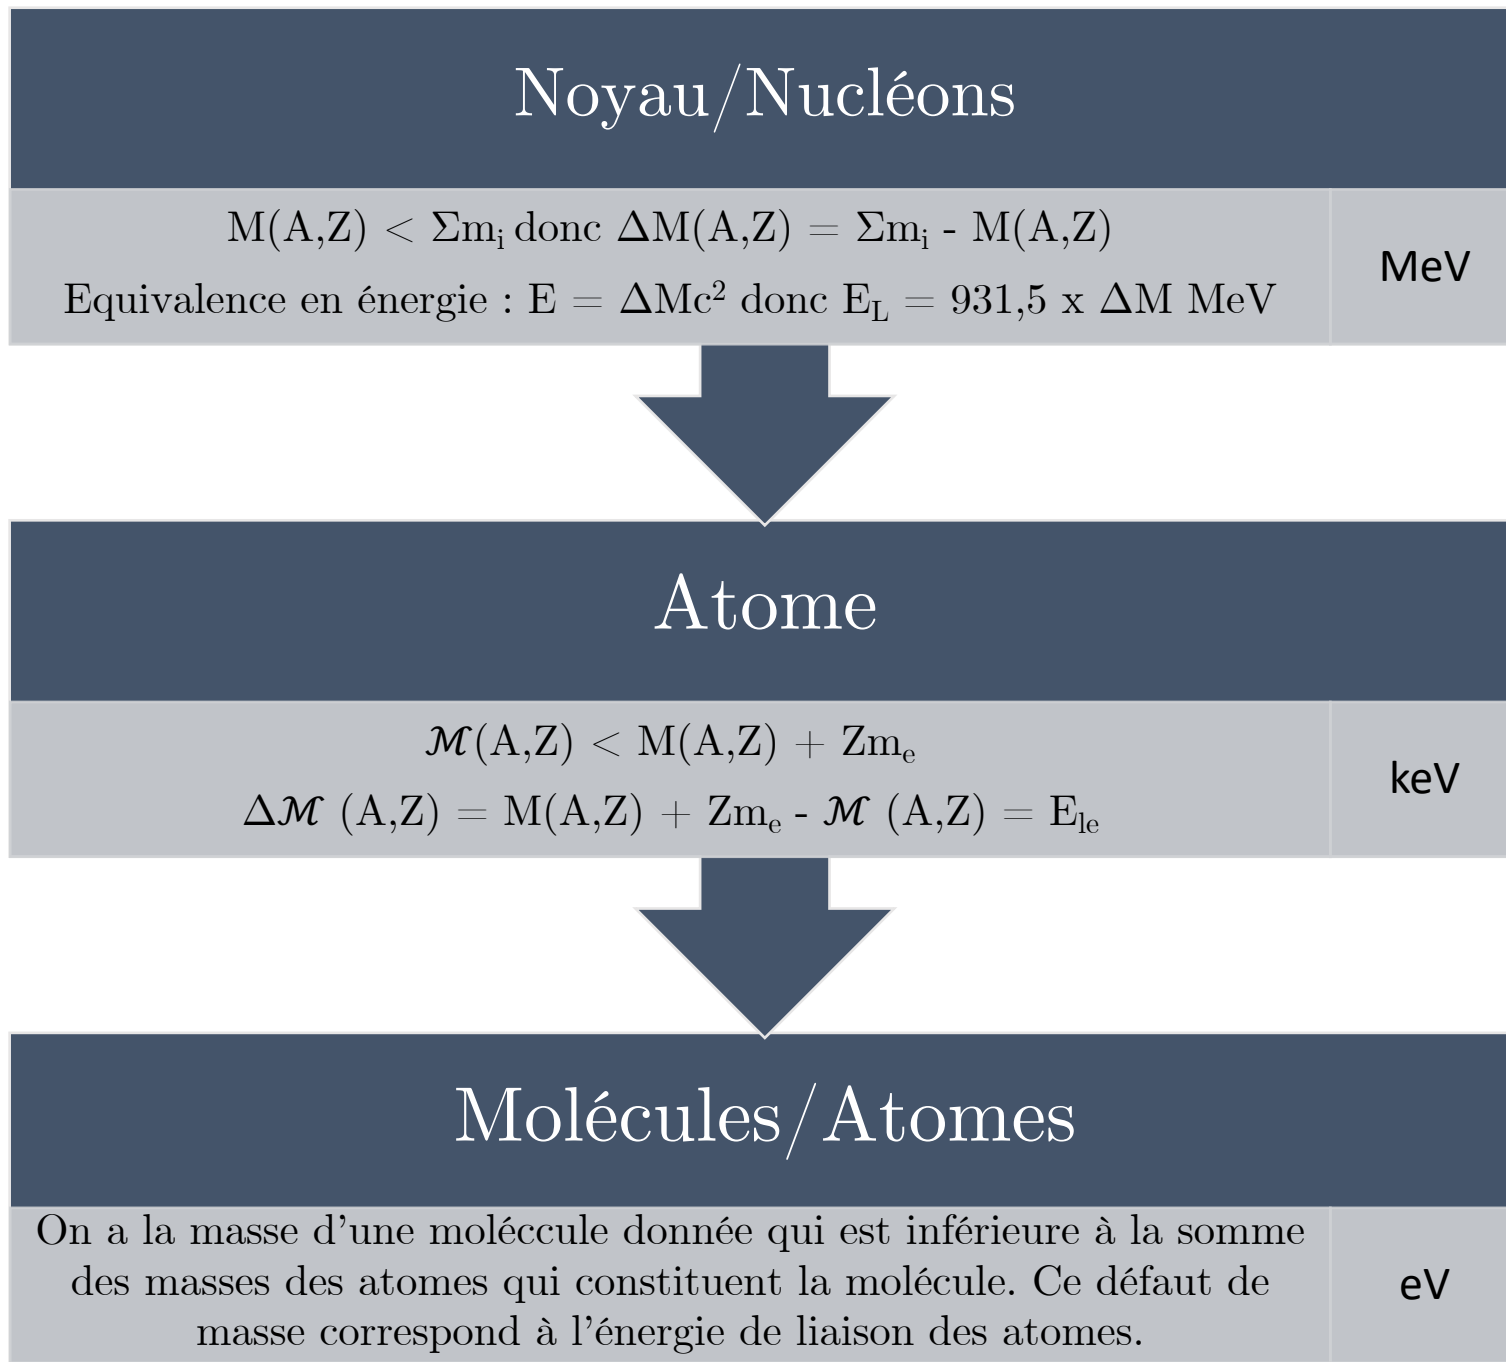 Noyau/Nucléons
M(A,Z) < Σmᵢ donc ΔM(A,Z) = Σmᵢ - M(A,Z)
Equivalence en énergie : E = ΔMc² donc E_L = 931,5 x ΔM MeV
MeV
Atome
ℳ(A,Z) < M(A,Z) + Zmₑ
Δℳ (A,Z) = M(A,Z) + Zmₑ - ℳ (A,Z) = Eₗₑ
keV
Molécules/Atomes
On a la masse d'une moléccule donnée qui est inférieure à la somme
des masses des atomes qui constituent la molécule. Ce défaut de
masse correspond à l'énergie de liaison des atomes.
eV